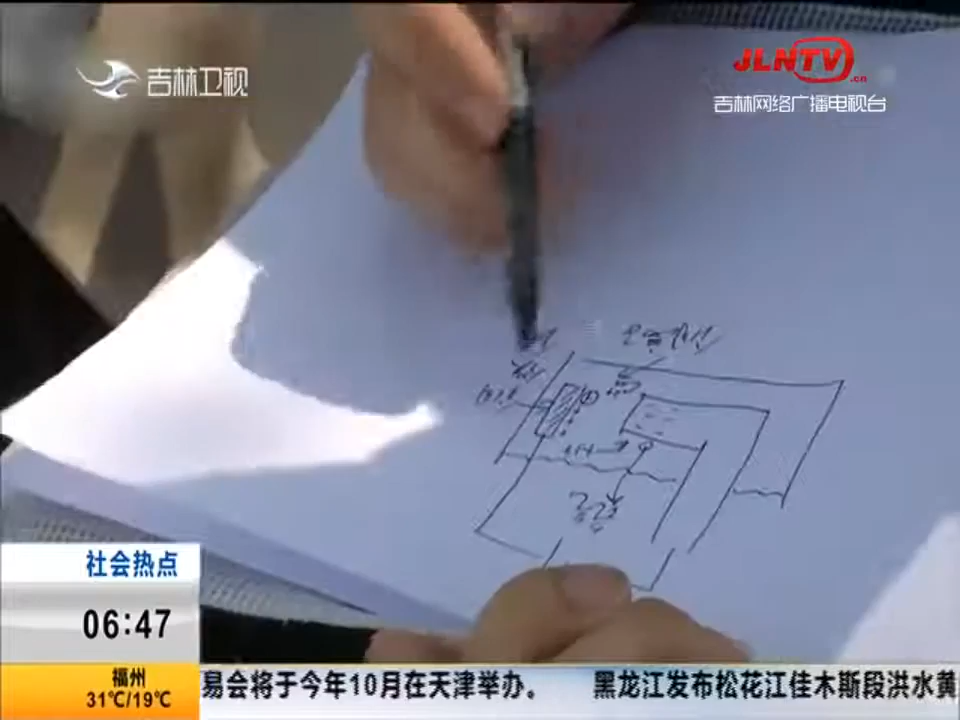 吉林卫视
JLNTV.cn
吉林网络广播电视台
社会热点
06:47
福州
31℃/19℃
易会将于今年10月在天津举办。 黑龙江发布松花江佳木斯段洪水黄